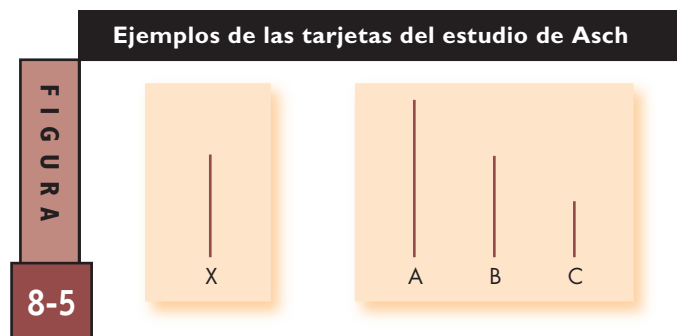 Ejemplos de las tarjetas del estudio de Asch
FIGURA
8-5
X
A B C